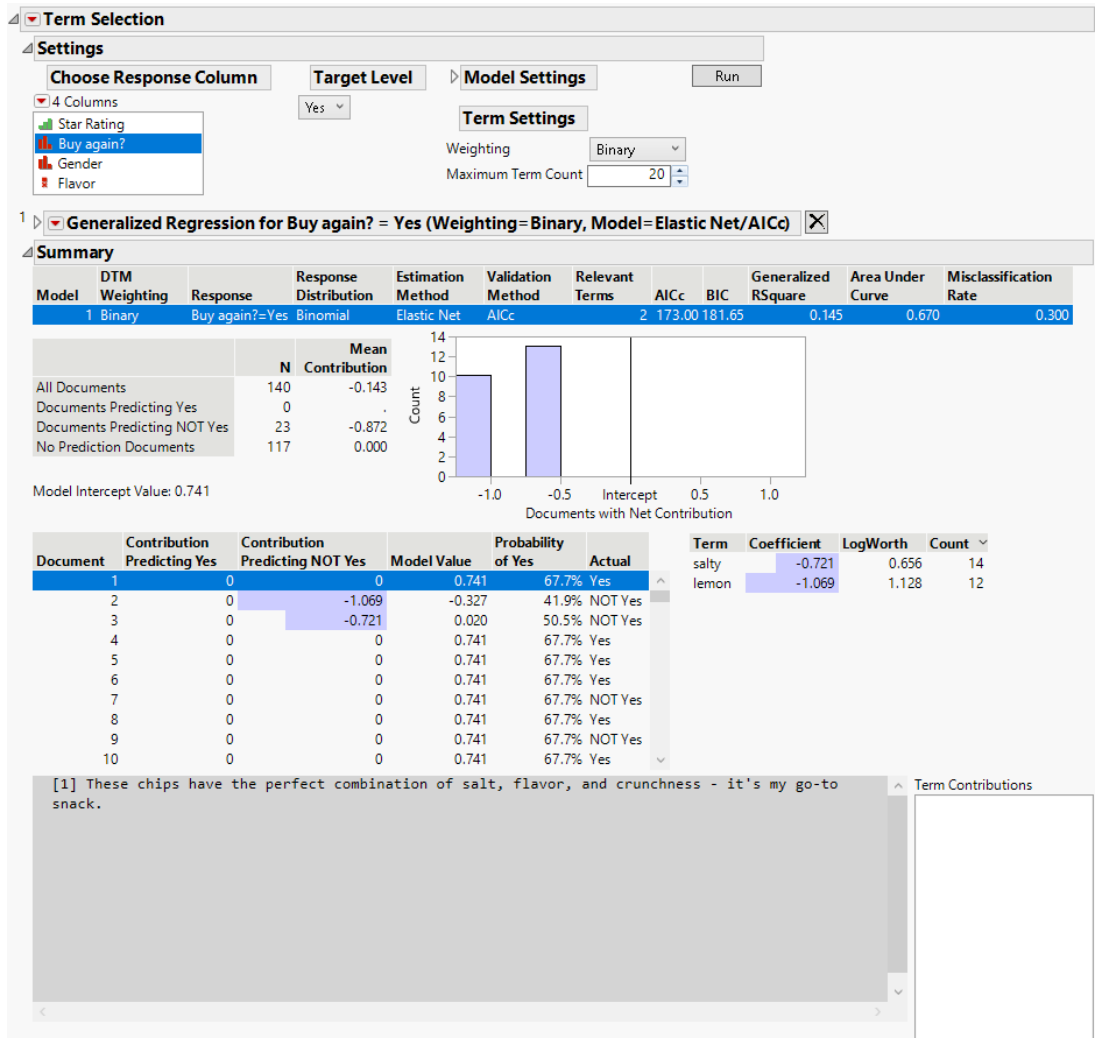 Term Selection
Settings
Choose Response Column Target Level Model Settings Run
4 Columns
Yes
Star Rating
Buy again?
Gender
Flavor
Term Settings
Weighting Binary
Maximum Term Count 20
1 Generalized Regression for Buy again? = Yes (Weighting=Binary, Model=Elastic Net/AICc)
Summary
DTM Response Estimation Validation Relevant Generalized Area Under Misclassification
Model Weighting Response Distribution Method Method Terms AICc BIC RSquare Curve Rate
1 Binary Buy again?=Yes Binomial Elastic Net AICc 2 173.00 181.65 0.145 0.670 0.300
Mean
N Contribution
All Documents 140 -0.143
Documents Predicting Yes 0 .
Documents Predicting NOT Yes 23 -0.872
No Prediction Documents 117 0.000
Model Intercept Value: 0.741
Count
14
12
10
8
6
4
2
0
-1.0 -0.5 Intercept 0.5 1.0
Documents with Net Contribution
Contribution Contribution Probability
Document Predicting Yes Predicting NOT Yes Model Value of Yes Actual
1 0 0 0.741 67.7% Yes
2 0 -1.069 -0.327 41.9% NOT Yes
3 0 -0.721 0.020 50.5% NOT Yes
4 0 0 0.741 67.7% Yes
5 0 0 0.741 67.7% Yes
6 0 0 0.741 67.7% Yes
7 0 0 0.741 67.7% NOT Yes
8 0 0 0.741 67.7% Yes
9 0 0 0.741 67.7% NOT Yes
10 0 0 0.741 67.7% Yes
Term Coefficient LogWorth Count
salty -0.721 0.656 14
lemon -1.069 1.128 12
[1] These chips have the perfect combination of salt, flavor, and crunchness - it's my go-to
snack.
Term Contributions